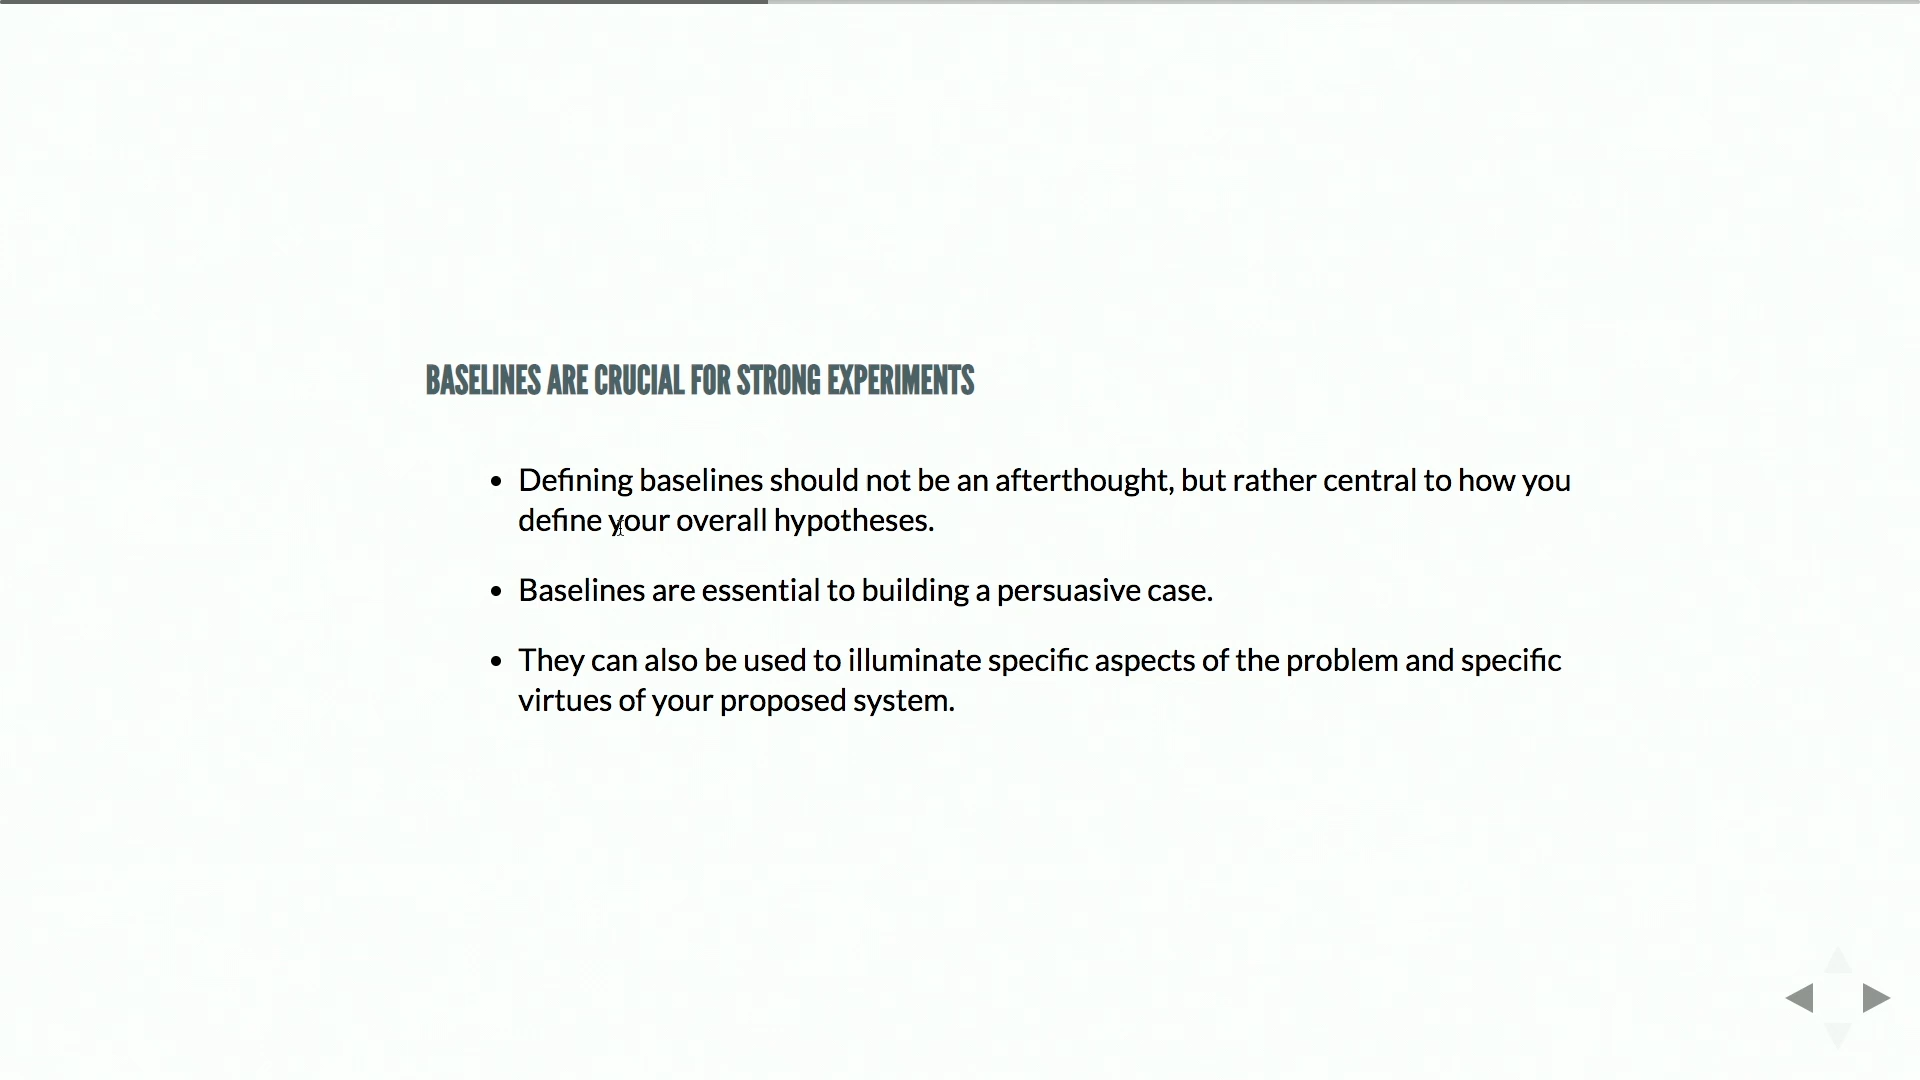 BASELINES ARE CRUCIAL FOR STRONG EXPERIMENTS
• Defining baselines should not be an afterthought, but rather central to how you
define your overall hypotheses.
• Baselines are essential to building a persuasive case.
• They can also be used to illuminate specific aspects of the problem and specific
virtues of your proposed system.